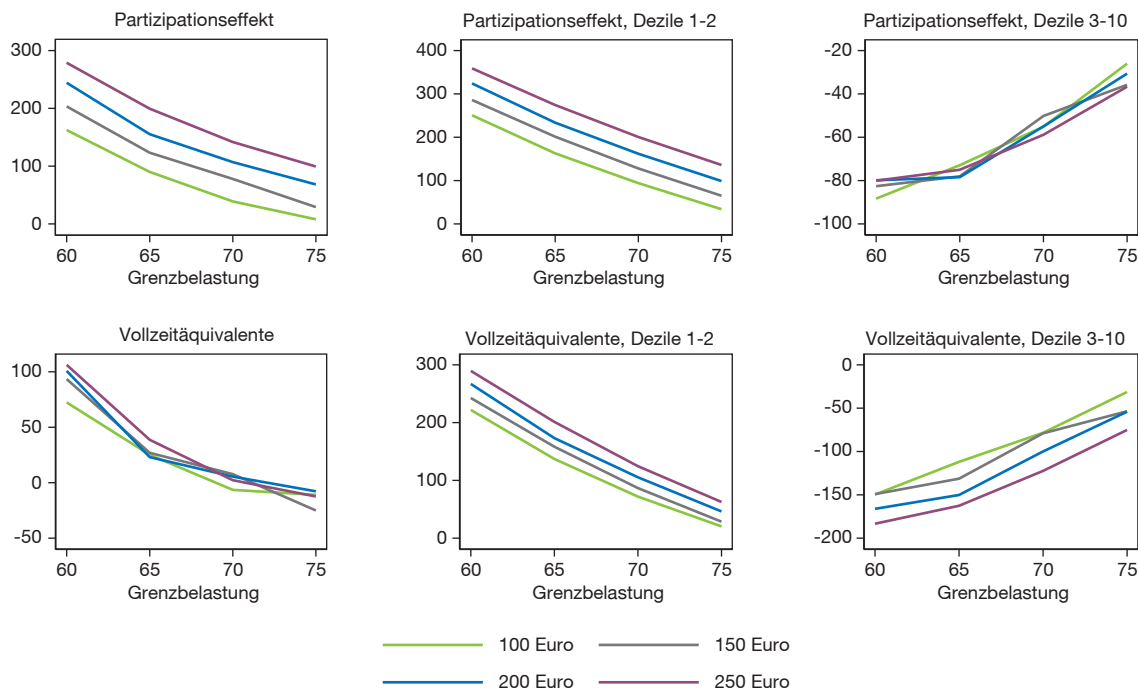 Partizipationseffekt
300
200
100
0
60 65 70 75
Grenzbelastung
Partizipationseffekt, Dezile 1-2
400
300
200
100
0
60 65 70 75
Grenzbelastung
Partizipationseffekt, Dezile 3-10
-20
-40
-60
-80
-100
60 65 70 75
Grenzbelastung
Vollzeitäquivalente
100
50
0
-50
60 65 70 75
Grenzbelastung
Vollzeitäquivalente, Dezile 1-2
300
200
100
0
60 65 70 75
Grenzbelastung
Vollzeitäquivalente, Dezile 3-10
0
-50
-100
-150
-200
60 65 70 75
Grenzbelastung
100 Euro 150 Euro
200 Euro 250 Euro